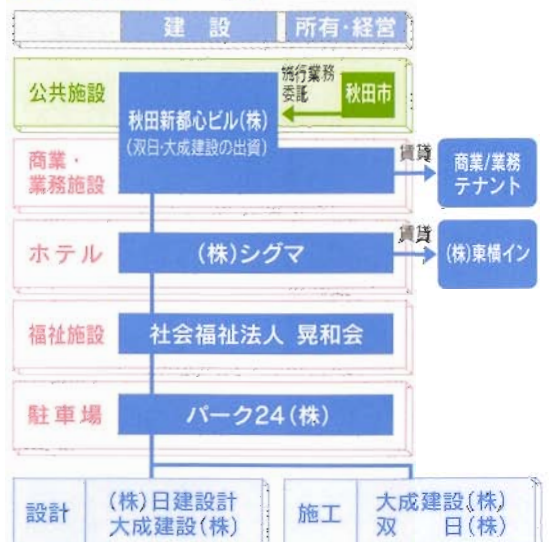 建設 所有・経営
公共施設
秋田新都心ビル(株)
(双日・大成建設の出資)
施行業務
委託
秋田市
商業・
業務施設
賃貸
商業/業務
テナント
ホテル
(株)シグマ
賃貸
(株)東横イン
福祉施設
社会福祉法人 晃和会
駐車場
パーク24(株)
設計
(株)日建設計
大成建設(株)
施工
大成建設(株)
双日(株)